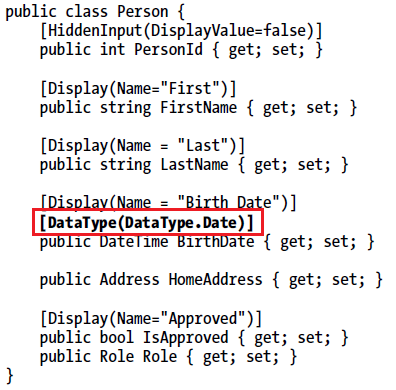 public class Person {
[HiddenInput(DisplayValue=false)]
public int PersonId { get; set; }
[Display(Name="First")]
public string FirstName { get; set; }
[Display(Name = "Last")]
public string LastName { get; set; }
[Display(Name = "Birth Date")]
[DataType(DataType.Date)]
public DateTime BirthDate { get; set; }
public Address HomeAddress { get; set; }
[Display(Name="Approved")]
public bool IsApproved { get; set; }
public Role Role { get; set; }
}